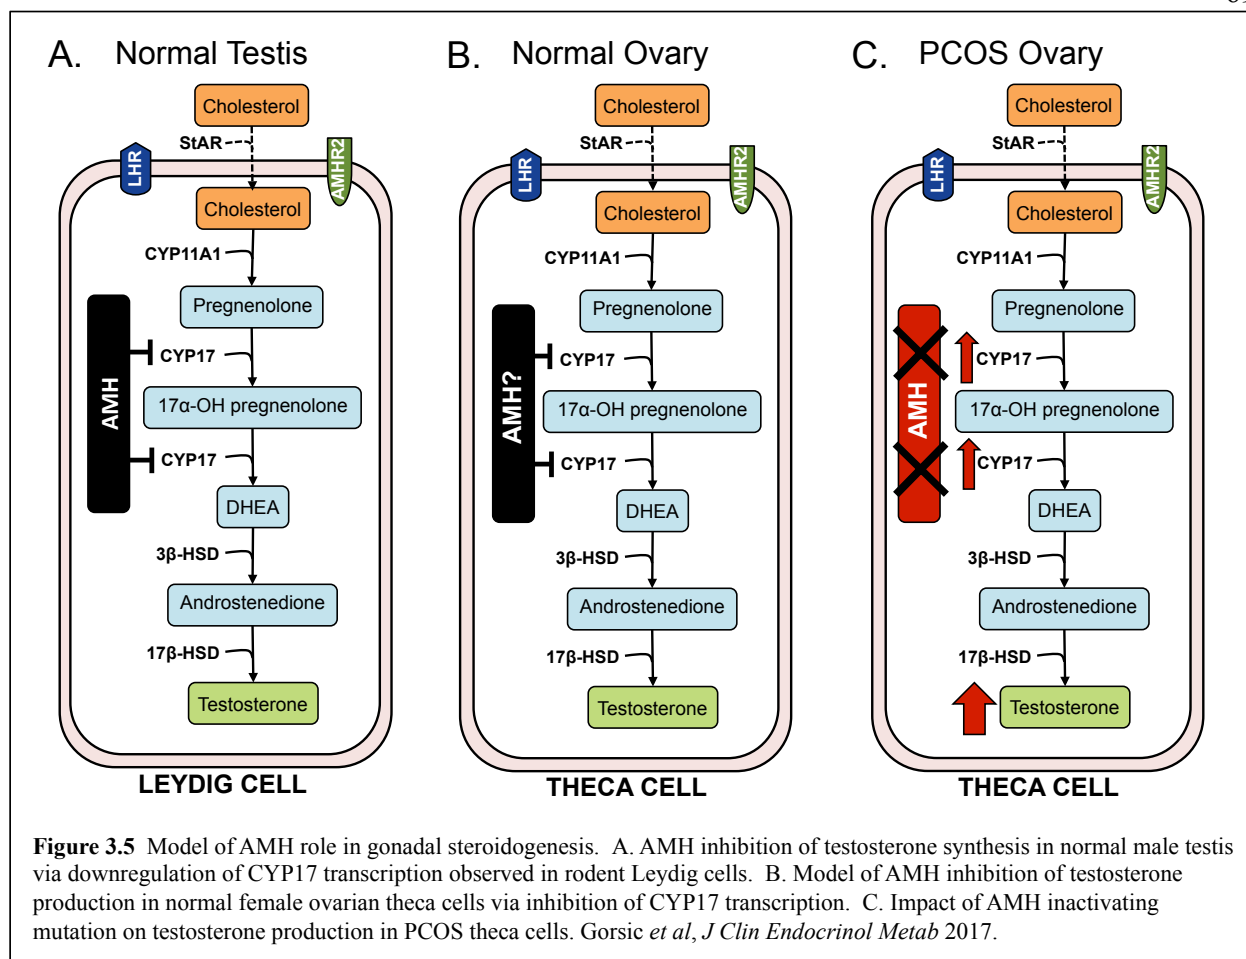 A. Normal Testis
Cholesterol
StAR
LHR
AMHR2
Cholesterol
CYP11A1
Pregnenolone
AMH
CYP17
17α-OH pregnenolone
CYP17
DHEA
3β-HSD
Androstenedione
17β-HSD
Testosterone
LEYDIG CELL
B. Normal Ovary
Cholesterol
StAR
LHR
AMHR2
Cholesterol
CYP11A1
Pregnenolone
AMH?
CYP17
17α-OH pregnenolone
CYP17
DHEA
3β-HSD
Androstenedione
17β-HSD
Testosterone
THECA CELL
C. PCOS Ovary
Cholesterol
StAR
LHR
AMHR2
Cholesterol
CYP11A1
Pregnenolone
AMH
CYP17
17α-OH pregnenolone
CYP17
DHEA
3β-HSD
Androstenedione
17β-HSD
Testosterone
THECA CELL
Figure 3.5 Model of AMH role in gonadal steroidogenesis. A. AMH inhibition of testosterone synthesis in normal male testis
via downregulation of CYP17 transcription observed in rodent Leydig cells. B. Model of AMH inhibition of testosterone
production in normal female ovarian theca cells via inhibition of CYP17 transcription. C. Impact of AMH inactivating
mutation on testosterone production in PCOS theca cells. Gorsic et al, J Clin Endocrinol Metab 2017.